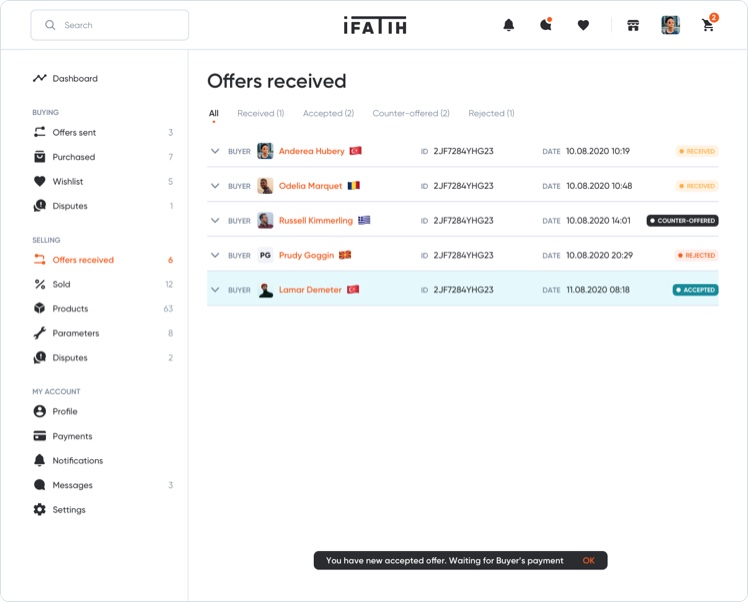 Search
iFATIH
2
Dashboard
BUYING
Offers sent 3
Purchased 7
Wishlist 5
Disputes 1
SELLING
Offers received 6
Sold 12
Products 63
Parameters 8
Disputes 2
MY ACCOUNT
Profile
Payments
Notifications
Messages 3
Settings
Offers received
All Received (1) Accepted (2) Counter-offered (2) Rejected (1)
BUYER Anderea Hubery ID 2JF7284YHG23 DATE 10.08.2020 10:19 RECEIVED
BUYER Odelia Marquet ID 2JF7284YHG23 DATE 10.08.2020 10:48 RECEIVED
BUYER Russell Kimmerling ID 2JF7284YHG23 DATE 10.08.2020 14:01 COUNTER-OFFERED
BUYER PG Prudy Goggin ID 2JF7284YHG23 DATE 10.08.2020 20:29 REJECTED
BUYER Lamar Demeter ID 2JF7284YHG23 DATE 11.08.2020 08:18 ACCEPTED
You have new accepted offer. Waiting for Buyer's payment OK